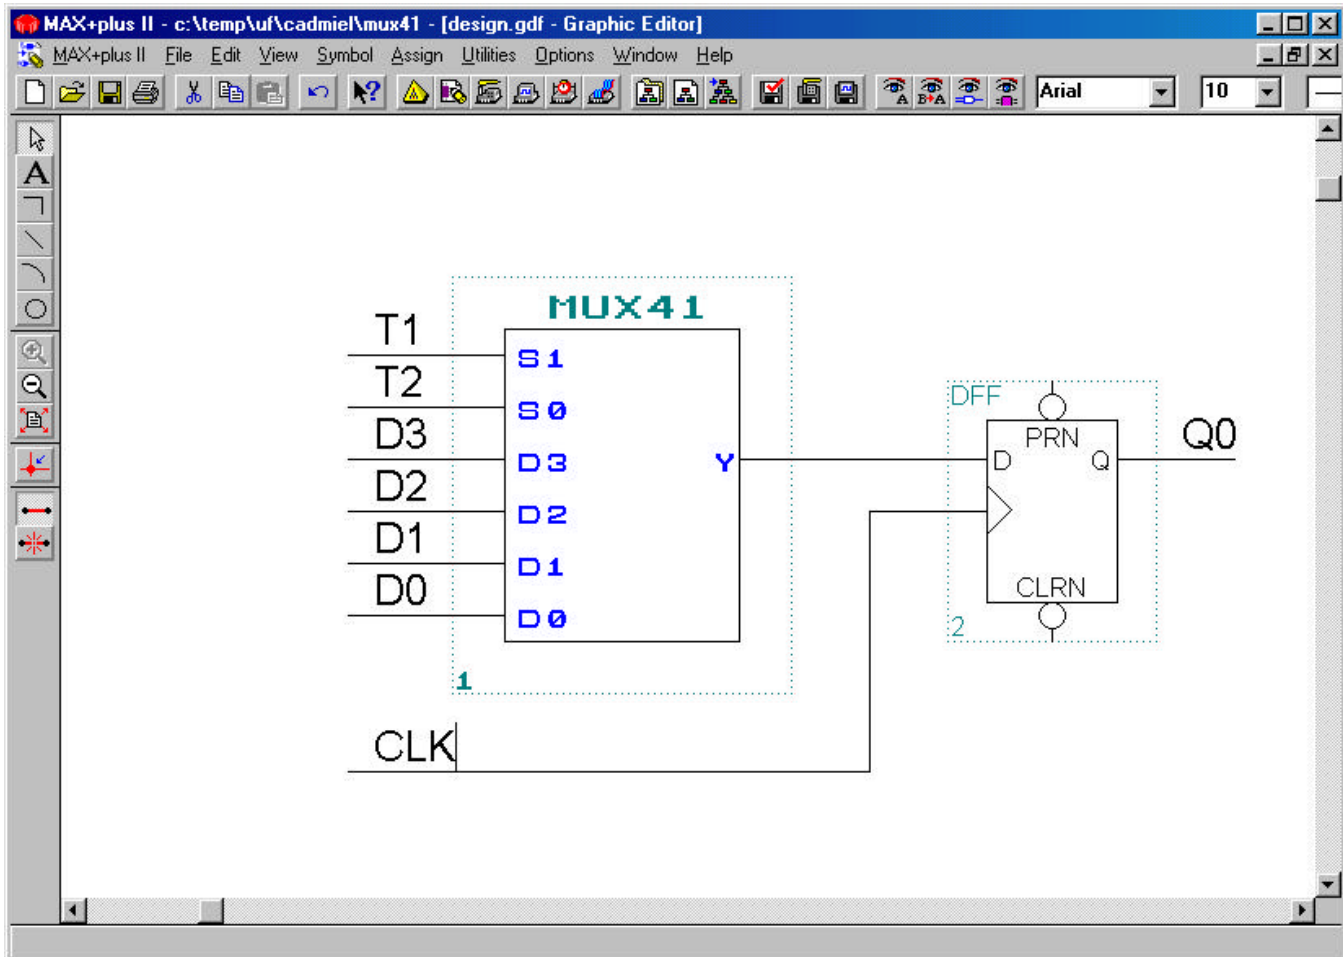 MAX+plus II - c:\temp\uf\cadmiel\mux41 - [design.gdf - Graphic Editor]
MAX+plus II File Edit View Symbol Assign Utilities Options Window Help
A B→A Arial 10
A
MUX41
T1 S1
T2 S0
DFF
PRN
D3 D3 Y D Q Q0
D2 D2
D1 D1
CLRN
D0 D0
2
1
CLK